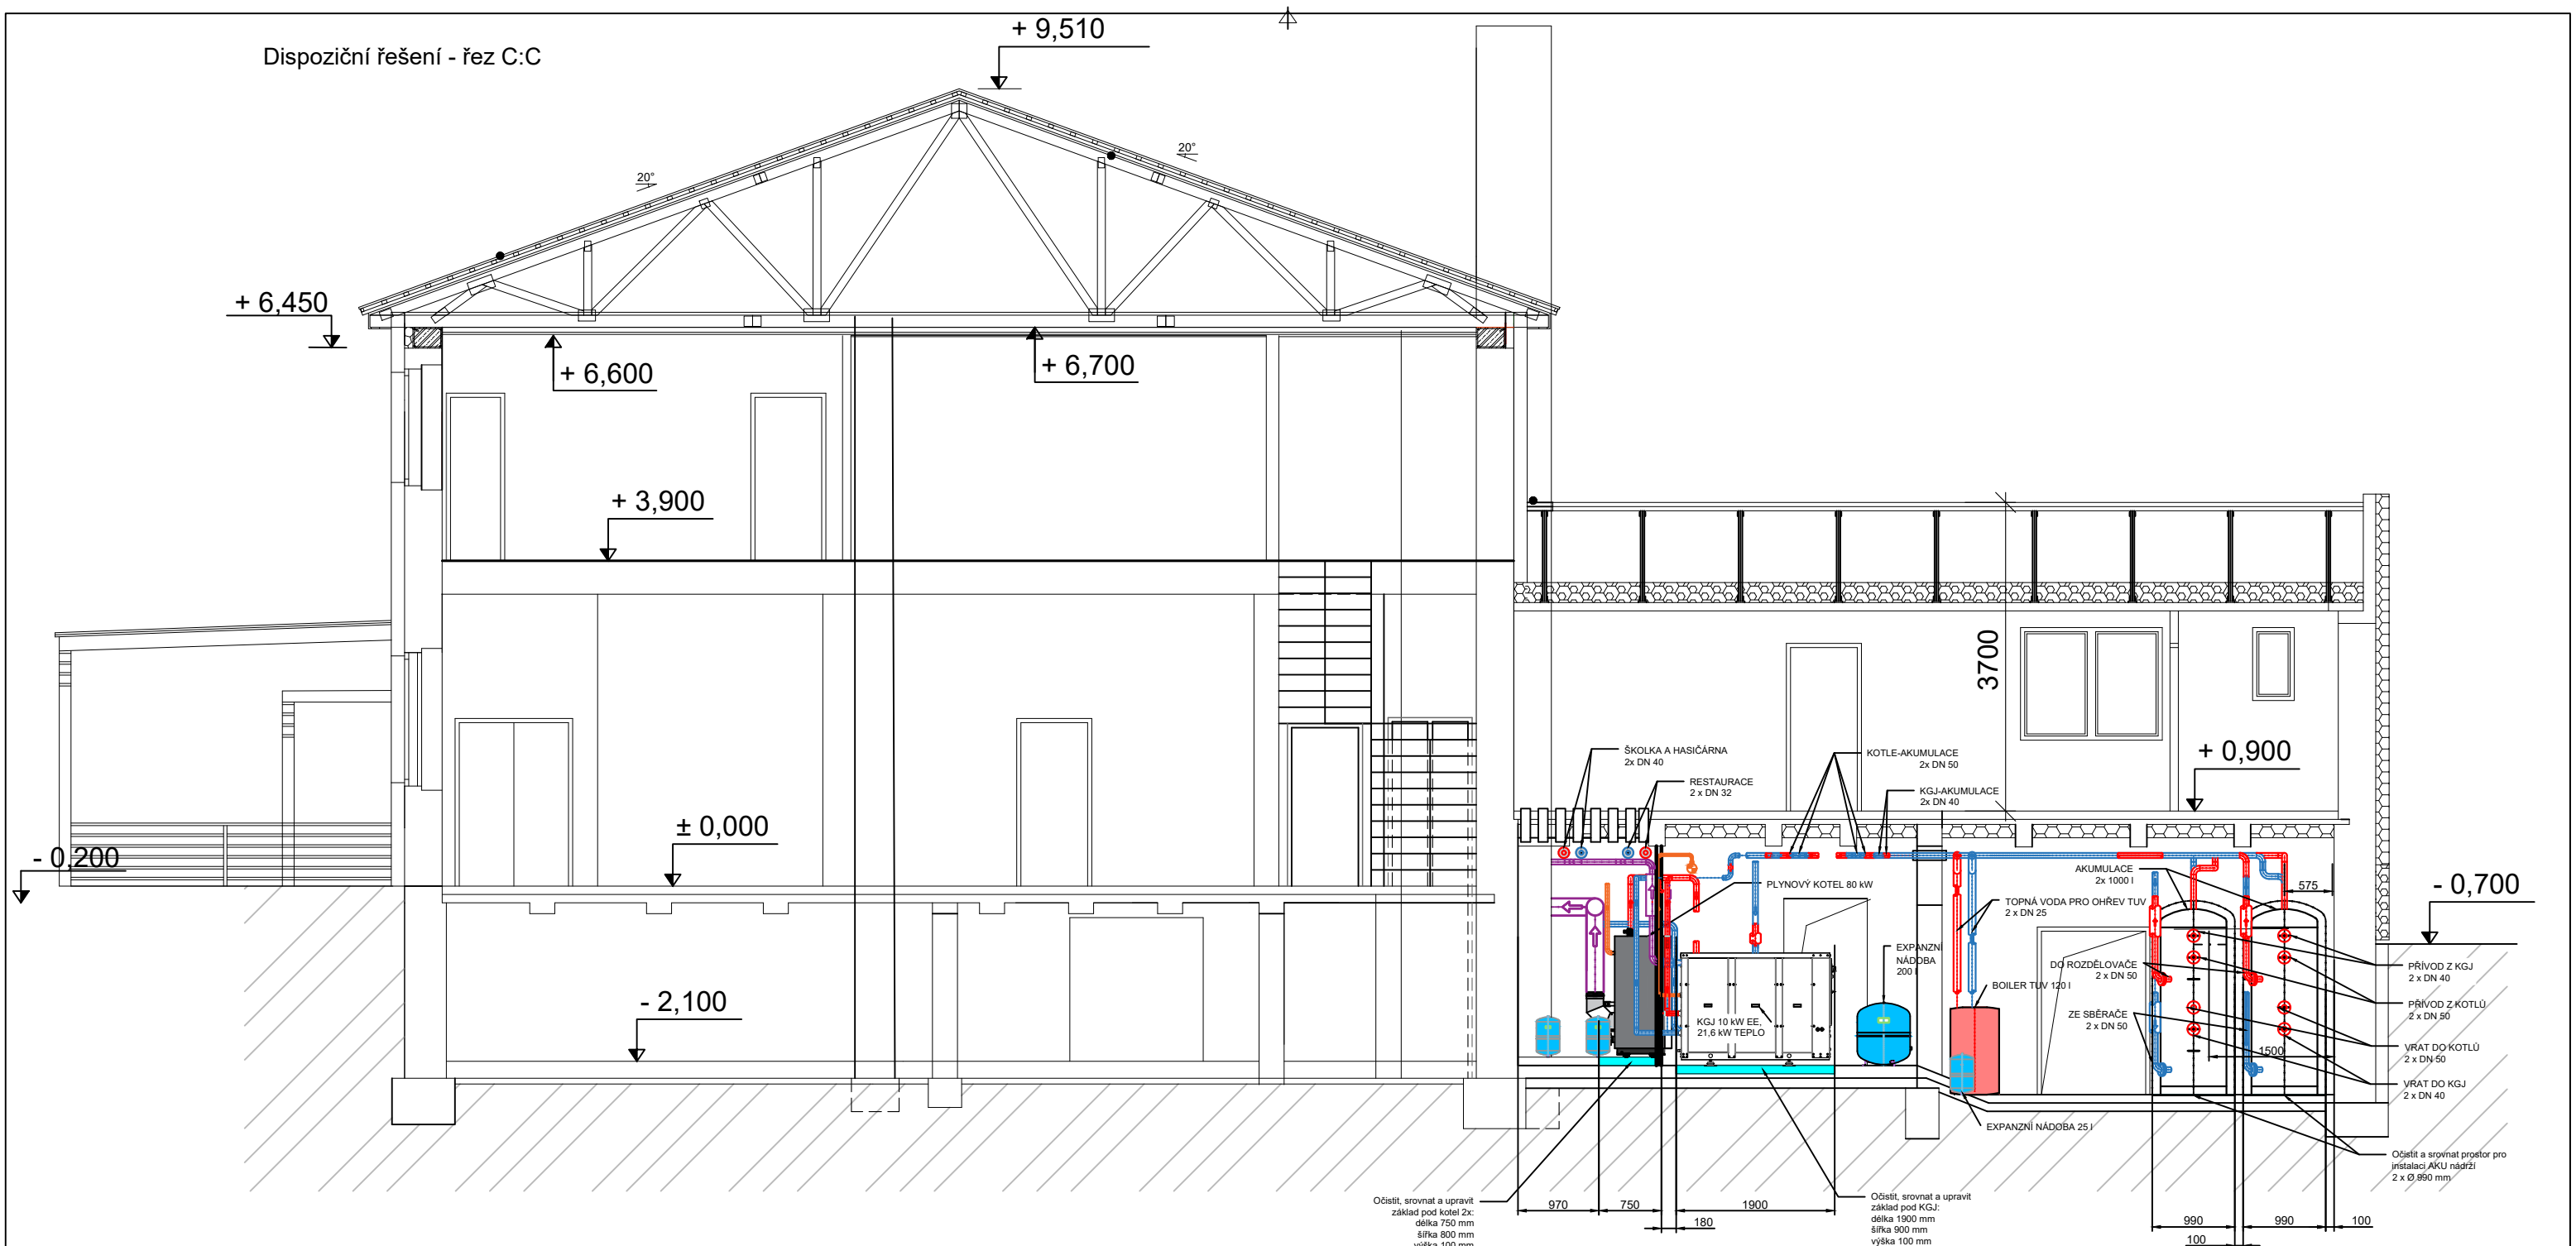 Dispoziční řešení - řez C:C
+ 9,510
20°
20°
+ 6,450
+ 6,600
+ 6,700
+ 3,900
3700
ŠKOLKA A HASIČÁRNA
2x DN 40
RESTAURACE
2 x DN 32
KOTLE-AKUMULACE
2x DN 50
KGJ-AKUMULACE
2x DN 40
+ 0,900
± 0,000
- 0,200
PLYNOVÝ KOTEL 80 kW
AKUMULACE
2x 1000 l
575
- 0,700
TOPNÁ VODA PRO OHŘEV TUV
2 x DN 25
EXPANZNÍ
NÁDOBA
200 l
DO ROZDĚLOVAČE
2 x DN 50
PŘÍVOD Z KGJ
2 x DN 40
BOILER TUV 120 l
- 2,100
KGJ 10 kW EE,
21,6 kW TEPLO
ZE SBĚRAČE
2 x DN 50
PŘÍVOD Z KOTLŮ
2 x DN 50
1500
VRAT DO KOTLŮ
2 x DN 50
VRAT DO KGJ
2 x DN 40
EXPANZNÍ NÁDOBA 25 l
Očistit a srovnat prostor pro
instalaci AKU nádrží
2 x Ø 990 mm
Očistit, srovnat a upravit
základ pod kotel 2x:
délka 750 mm
šířka 800 mm
výška 100 mm
970
750
180
1900
Očistit, srovnat a upravit
základ pod KGJ:
délka 1900 mm
šířka 900 mm
výška 100 mm
990
990
100
100